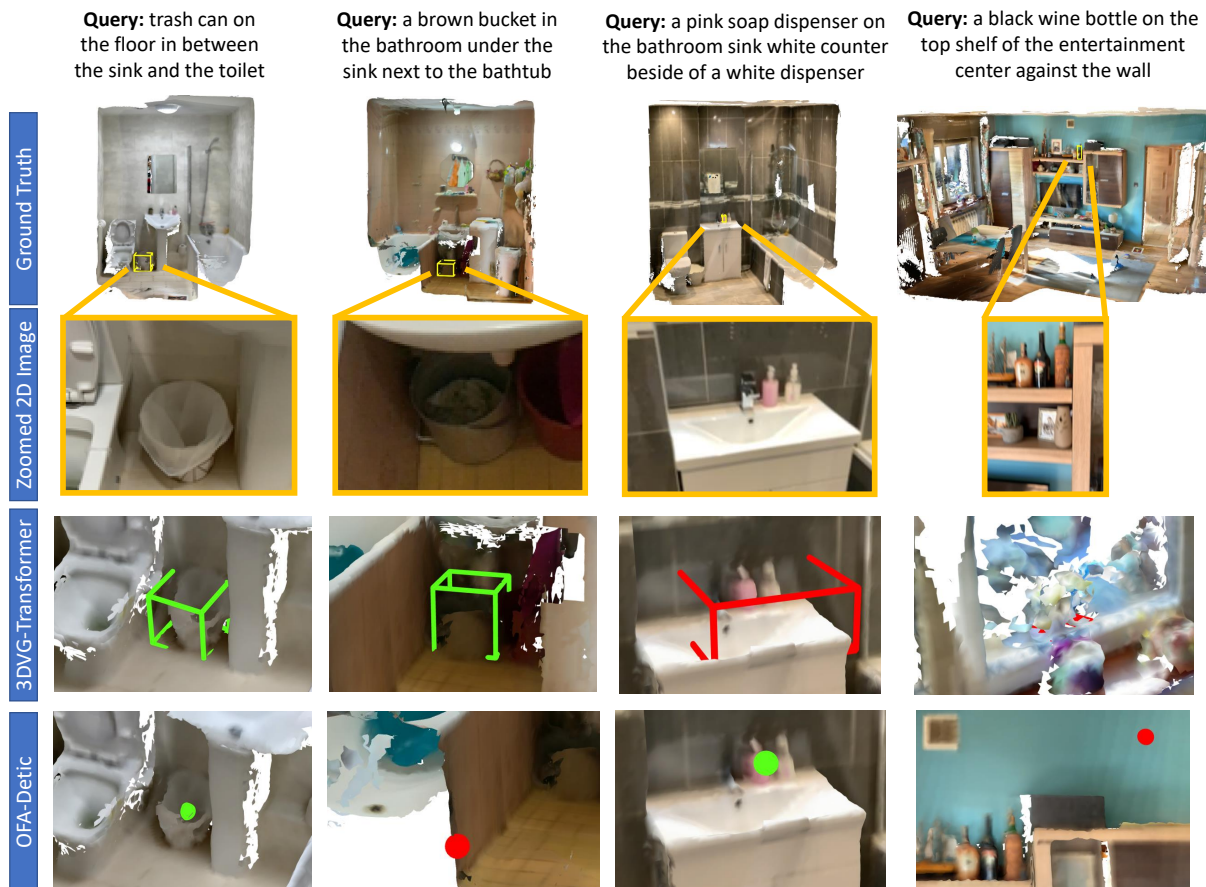 Query: trash can on
the floor in between
the sink and the toilet
Query: a brown bucket in
the bathroom under the
sink next to the bathtub
Query: a pink soap dispenser on
the bathroom sink white counter
beside of a white dispenser
Query: a black wine bottle on the
top shelf of the entertainment
center against the wall
Ground Truth
Zoomed 2D Image
3DVG-Transformer
OFA-Detic